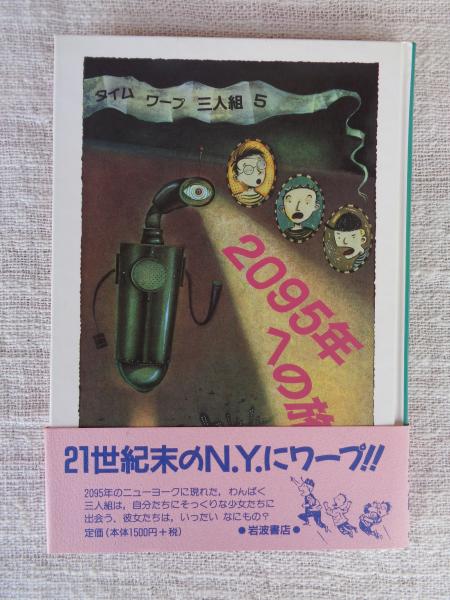 タイム ワープ 三人組 5
2095年
への旅
21世紀末のN.Y.にワープ!!
2095年のニューヨークに現れた，わんぱく
三人組は，自分たちにそっくりな少女たちに
出会う．彼女たちは，いったい なにもの？
定価(本体1500円＋税)
●岩波書店●